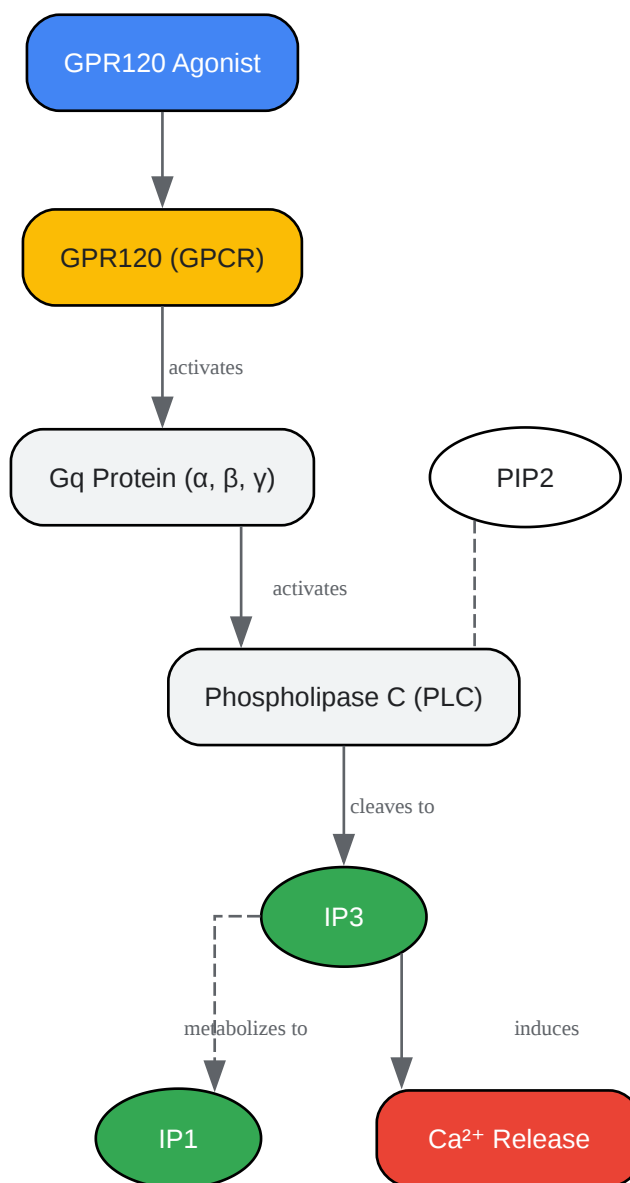 GPR120 Agonist
GPR120 (GPCR)
activates
Gq Protein (α, β, γ)
PIP2
activates
Phospholipase C (PLC)
cleaves to
IP3
metabolizes to
induces
IP1
Ca²⁺ Release